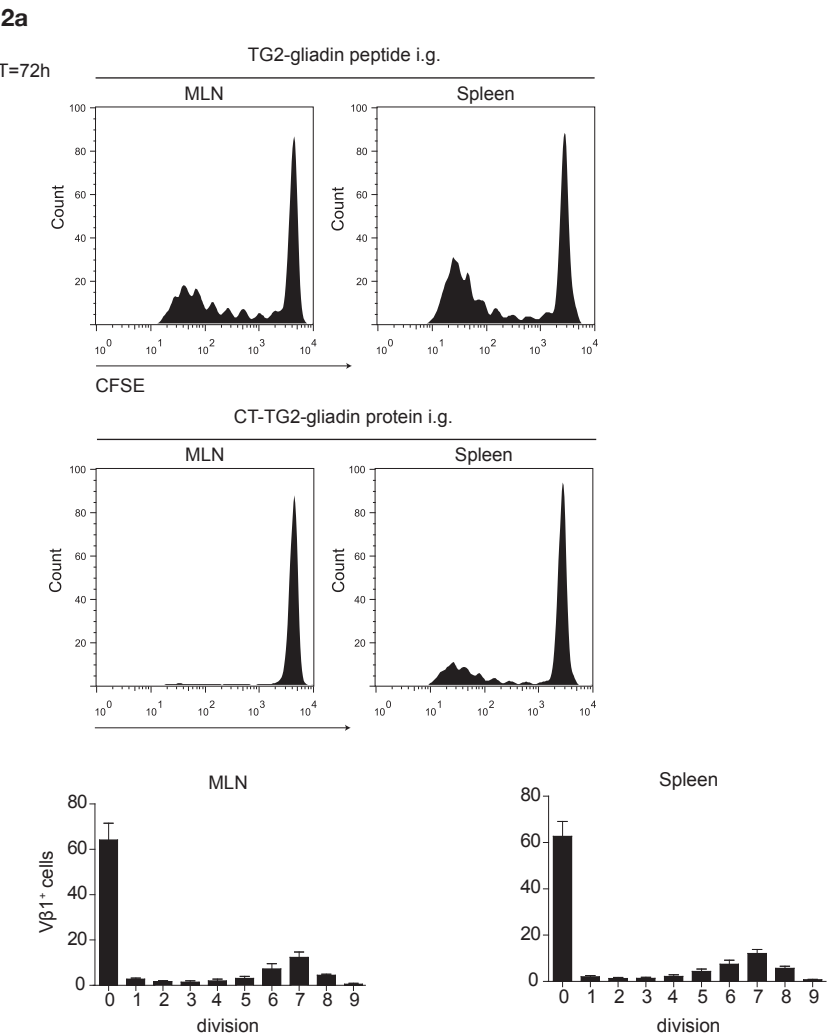 2a
TG2-gliadin peptide i.g.
T=72h
MLN Spleen
100 100
80 80
60 60
40 40
20 20
Count Count
10^0 10^1 10^2 10^3 10^4 10^0 10^1 10^2 10^3 10^4
CFSE
CT-TG2-gliadin protein i.g.
MLN Spleen
100 100
80 80
60 60
40 40
20 20
Count Count
10^0 10^1 10^2 10^3 10^4 10^0 10^1 10^2 10^3 10^4
MLN Spleen
80 80
60 60
40 40
20 20
0 0
Vβ1+ cells
0 1 2 3 4 5 6 7 8 9 0 1 2 3 4 5 6 7 8 9
division division